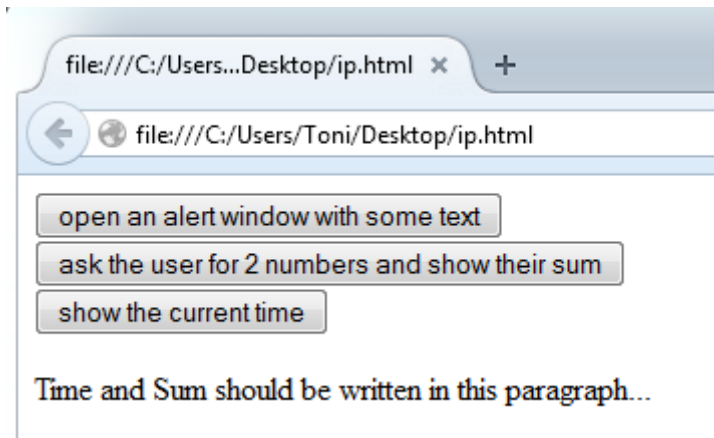 file:///C:/Users...Desktop/ip.html
file:///C:/Users/Toni/Desktop/ip.html
open an alert window with some text
ask the user for 2 numbers and show their sum
show the current time
Time and Sum should be written in this paragraph...